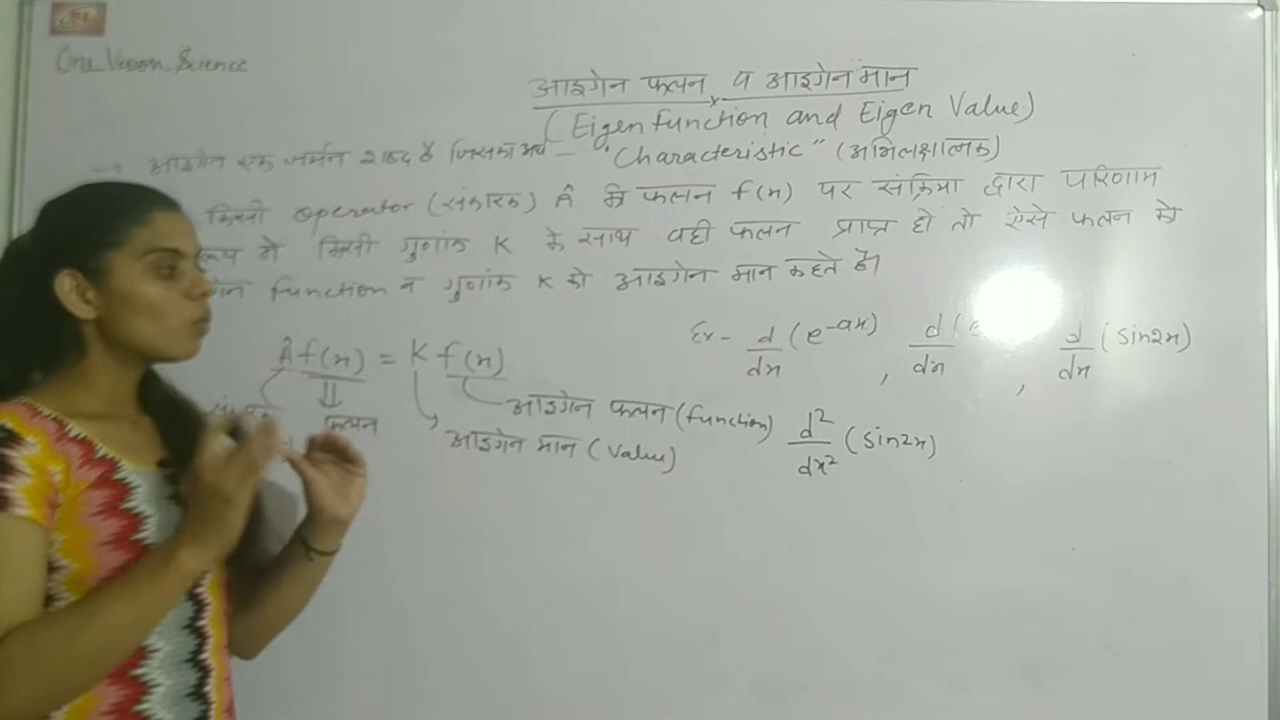 One Vision Science
आइगेन फलन व आइगेन मान
(Eigen function and Eigen Value)
→ आइगेन एक जर्मन शब्द है जिसका अर्थ - "Characteristic" (अभिलक्षात्मक)
किसी operator (संकारक) Â की फलन f(x) पर संक्रिया द्वारा परिणाम
रूप में किसी गुणांक K के साथ वही फलन प्राप्त हो तो ऐसे फलन को
function व गुणांक K को आइगेन मान कहते है।
Â f(x) = K f(x)
फलन
आइगेन फलन (function)
आइगेन मान (Value)
Ex - d/dx (e^-ax) , d/dx ( , d/dx (sin2x)
d²/dx² (sin2x)